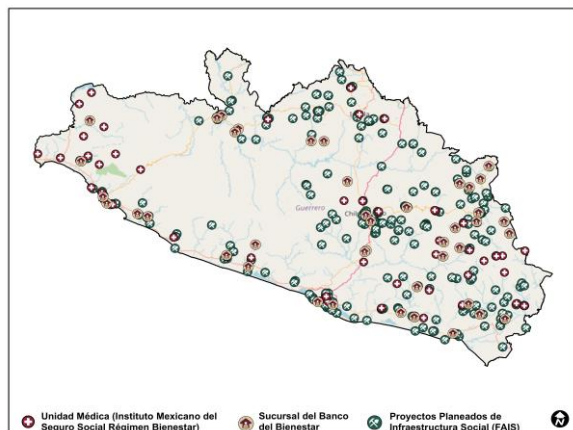 Guerrero
Chilp
Unidad Médica (Instituto Mexicano del
Seguro Social Régimen Bienestar)
Sucursal del Banco
del Bienestar
Proyectos Planeados de
Infraestructura Social (FAIS)
N